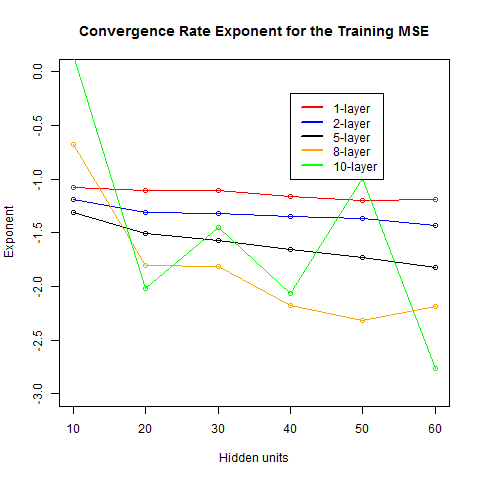 Convergence Rate Exponent for the Training MSE
Exponent
0.0
-0.5
-1.0
-1.5
-2.0
-2.5
-3.0
1-layer
2-layer
5-layer
8-layer
10-layer
10 20 30 40 50 60
Hidden units